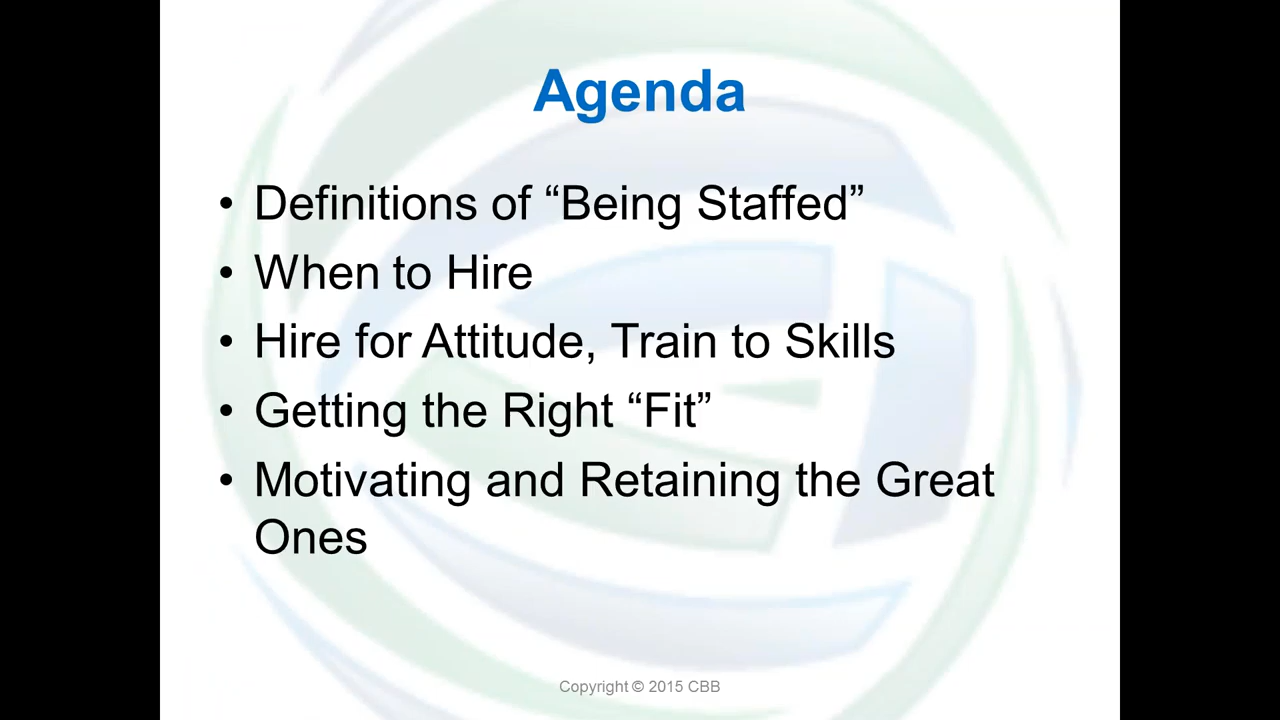 Agenda
• Definitions of “Being Staffed”
• When to Hire
• Hire for Attitude, Train to Skills
• Getting the Right “Fit”
• Motivating and Retaining the Great
Ones
Copyright © 2015 CBB